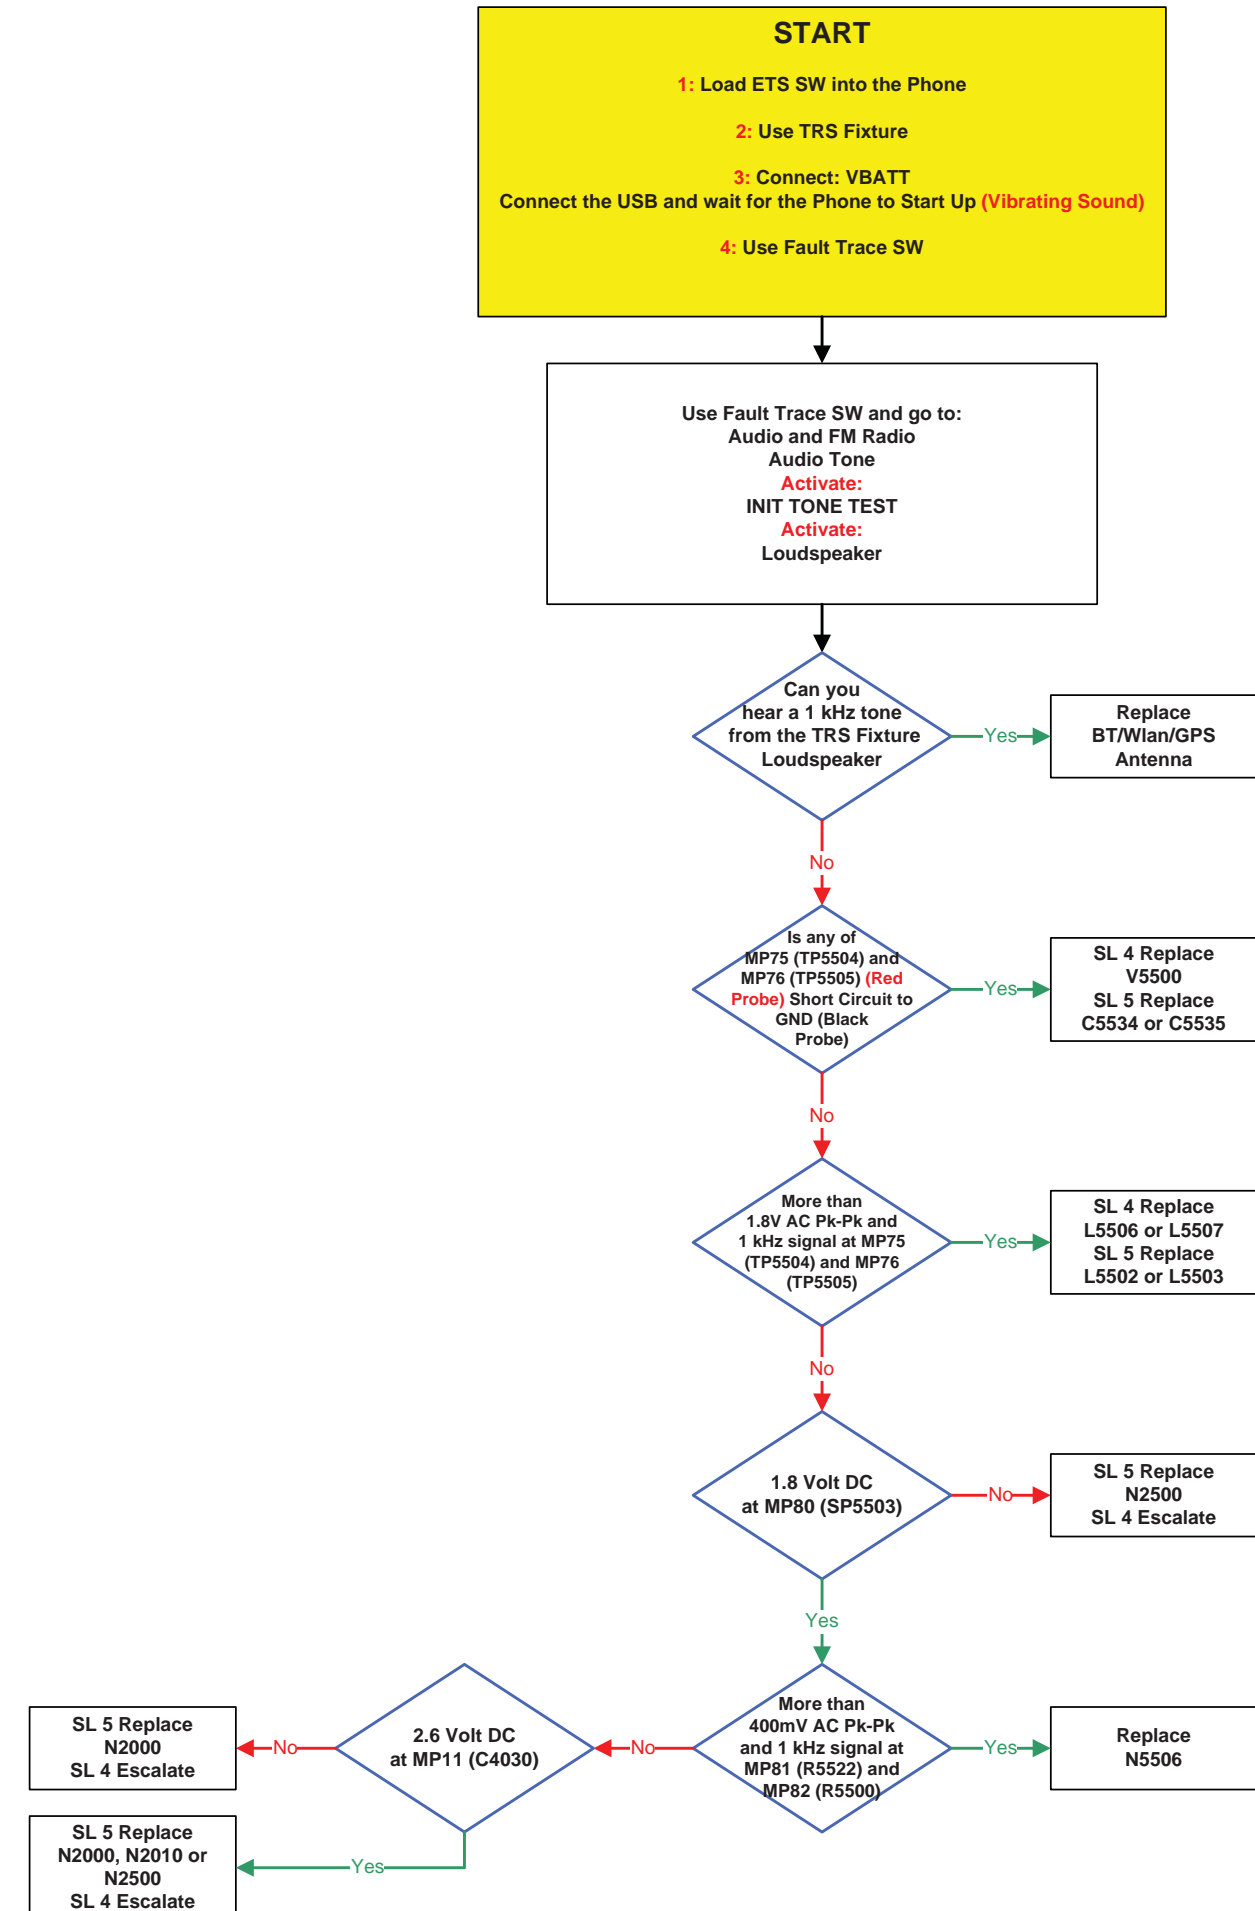 START
1: Load ETS SW into the Phone
2: Use TRS Fixture
3: Connect: VBATT
Connect the USB and wait for the Phone to Start Up (Vibrating Sound)
4: Use Fault Trace SW
Use Fault Trace SW and go to:
Audio and FM Radio
Audio Tone
Activate:
INIT TONE TEST
Activate:
Loudspeaker
Can you
hear a 1 kHz tone
from the TRS Fixture
Loudspeaker
Yes
Replace
BT/Wlan/GPS
Antenna
No
Is any of
MP75 (TP5504) and
MP76 (TP5505) (Red
Probe) Short Circuit to
GND (Black
Probe)
Yes
SL 4 Replace
V5500
SL 5 Replace
C5534 or C5535
No
More than
1.8V AC Pk-Pk and
1 kHz signal at MP75
(TP5504) and MP76
(TP5505)
Yes
SL 4 Replace
L5506 or L5507
SL 5 Replace
L5502 or L5503
No
1.8 Volt DC
at MP80 (SP5503)
No
SL 5 Replace
N2500
SL 4 Escalate
Yes
More than
400mV AC Pk-Pk
and 1 kHz signal at
MP81 (R5522) and
MP82 (R5500)
Yes
Replace
N5506
No
2.6 Volt DC
at MP11 (C4030)
No
SL 5 Replace
N2000
SL 4 Escalate
Yes
SL 5 Replace
N2000, N2010 or
N2500
SL 4 Escalate